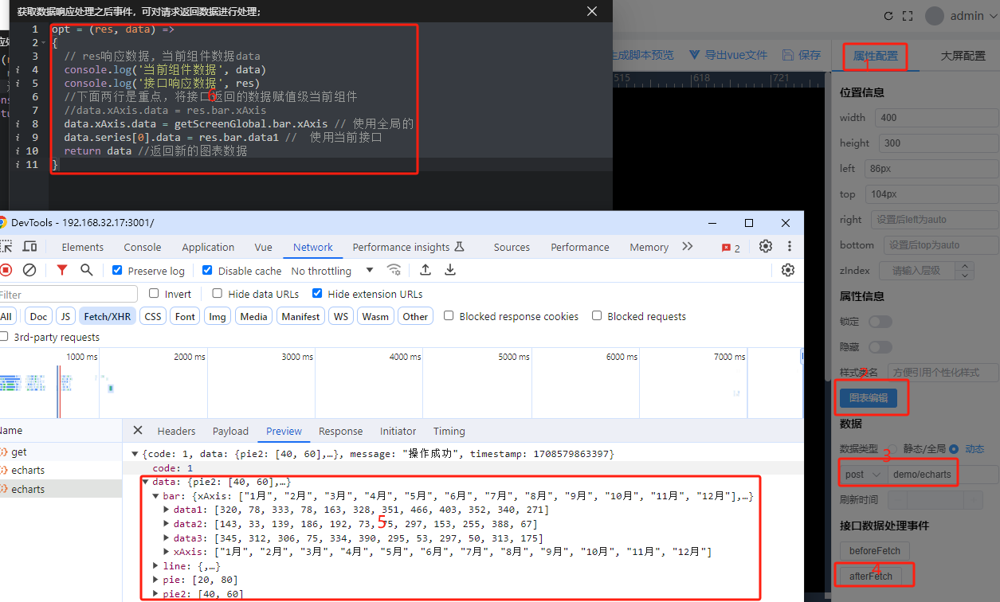 获取数据响应处理之后事件，可对请求返回数据进行处理；
1 opt = (res, data) =>
2 {
3 // res响应数据，当前组件数据data
4 console.log('当前组件数据', data)
5 console.log('接口响应数据', res)
6 //下面两行是重点，将接口返回的数据赋值级当前组件
7 //data.xAxis.data = res.bar.xAxis
8 data.xAxis.data = getScreenGlobal.bar.xAxis // 使用全局的
9 data.series[0].data = res.bar.data1 // 使用当前接口
10 return data //返回新的图表数据
11 }
6
admin
生成脚本预览 导出vue文件 保存
属性配置 大屏配置
1
515 618 721
位置信息
width 400
height 300
left 86px
top 104px
right 设置后left为auto
bottom 设置后top为auto
zIndex 请输入层级
属性信息
锁定
隐藏
样式类名 方便引用个性化样式
2
图表编辑
数据
数据类型 静态/全局 动态
3
post demo/echarts
刷新时间
接口数据处理事件
beforeFetch
afterFetch
4
DevTools - 192.168.32.17:3001/
Elements Console Application Vue Network Performance insights Sources Performance Memory 2
Preserve log Disable cache No throttling
Filter Invert Hide data URLs Hide extension URLs
All Doc JS Fetch/XHR CSS Font Img Media Manifest WS Wasm Other Blocked response cookies Blocked requests
3rd-party requests
1000 ms 2000 ms 3000 ms 4000 ms 5000 ms 6000 ms 7000 ms
Name
get
echarts
echarts
Headers Payload Preview Response Initiator Timing
{code: 1, data: {pie2: [40, 60],…}, message: "操作成功", timestamp: 1708579863397}
code: 1
data: {pie2: [40, 60],…}
bar: {xAxis: ["1月", "2月", "3月", "4月", "5月", "6月", "7月", "8月", "9月", "10月", "11月", "12月"],…}
data1: [320, 78, 333, 78, 163, 328, 351, 466, 403, 352, 340, 271]
data2: [143, 33, 139, 186, 192, 73, 75, 297, 153, 255, 388, 67]
5
data3: [345, 312, 306, 75, 334, 390, 295, 53, 297, 50, 313, 175]
xAxis: ["1月", "2月", "3月", "4月", "5月", "6月", "7月", "8月", "9月", "10月", "11月", "12月"]
line: {,…}
pie: [20, 80]
pie2: [40, 60]